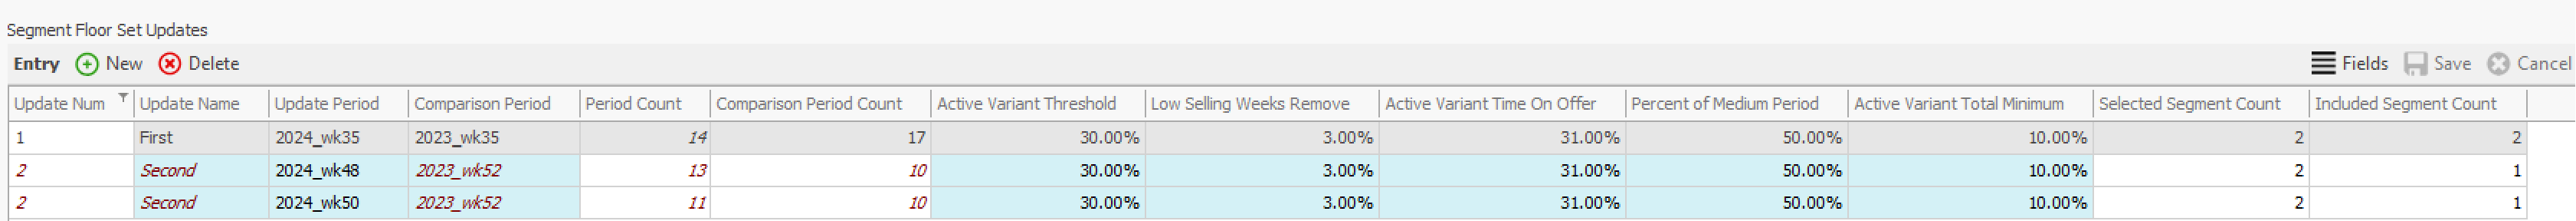 Segment Floor Set Updates
Entry New Delete Fields Save Cancel
Update Num Update Name Update Period Comparison Period Period Count Comparison Period Count Active Variant Threshold Low Selling Weeks Remove Active Variant Time On Offer Percent of Medium Period Active Variant Total Minimum Selected Segment Count Included Segment Count
1 First 2024_wk35 2023_wk35 14 17 30.00% 3.00% 31.00% 50.00% 10.00% 2 2
2 Second 2024_wk48 2023_wk52 13 10 30.00% 3.00% 31.00% 50.00% 10.00% 2 1
2 Second 2024_wk50 2023_wk52 11 10 30.00% 3.00% 31.00% 50.00% 10.00% 2 1